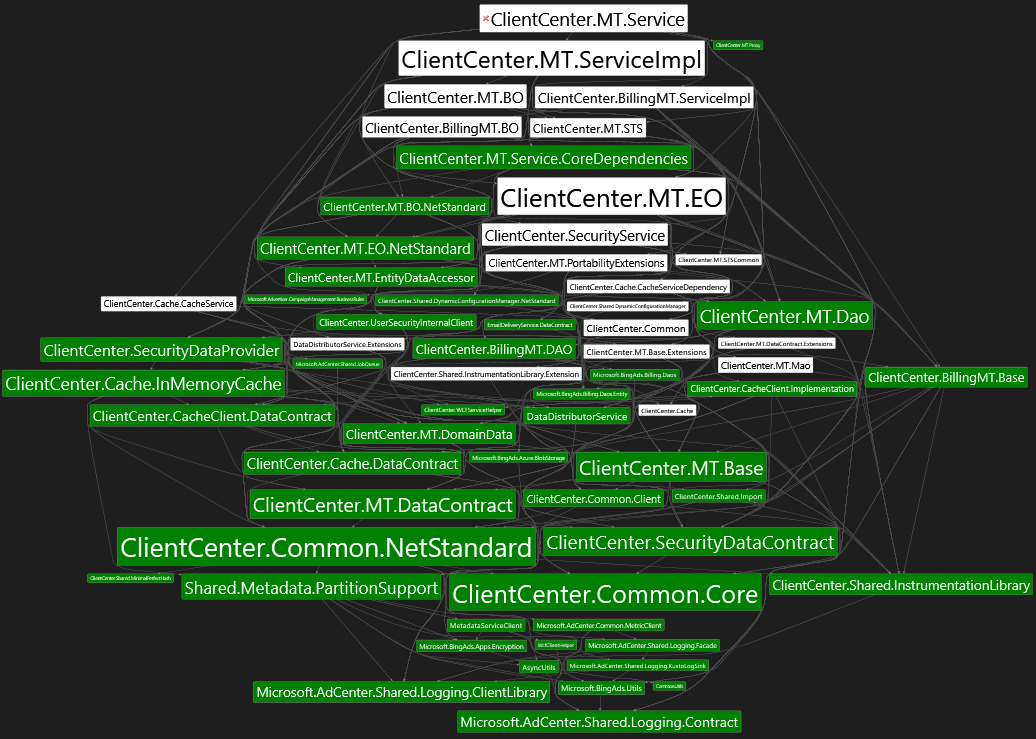 ClientCenter.MT.Service
ClientCenter.MT.Proxy
ClientCenter.MT.ServiceImpl
ClientCenter.MT.BO
ClientCenter.BillingMT.ServiceImpl
ClientCenter.BillingMT.BO
ClientCenter.MT.STS
ClientCenter.MT.Service.CoreDependencies
ClientCenter.MT.EO
ClientCenter.MT.BO.NetStandard
ClientCenter.SecurityService
ClientCenter.MT.EO.NetStandard
ClientCenter.MT.PortabilityExtensions
ClientCenter.MT.STSCommon
ClientCenter.MT.EntityDataAccessor
ClientCenter.Cache.CacheServiceDependency
ClientCenter.Cache.CacheService
Microsoft.Advertiser.CampaignManagement.BusinessRules
ClientCenter.Shared.DynamicConfigurationManager.NetStandard
ClientCenter.Shared.DynamicConfigurationManager
ClientCenter.MT.Dao
ClientCenter.UserSecurityInternalClient
EmailDeliveryService.DataContract
ClientCenter.Common
DataDistributorService.Extensions
ClientCenter.MT.DataContract.Extensions
ClientCenter.SecurityDataProvider
ClientCenter.BillingMT.DAO
ClientCenter.MT.Base.Extensions
Microsoft.AdCenter.Shared.JobQueue
ClientCenter.MT.Mao
ClientCenter.Shared.InstrumentationLibrary.Extension
Microsoft.BingAds.Billing.Daos
ClientCenter.BillingMT.Base
ClientCenter.Cache.InMemoryCache
ClientCenter.CacheClient.Implementation
Microsoft.BingAds.Billing.Daos.Entity
ClientCenter.CacheClient.DataContract
ClientCenter.WCFServiceHelper
DataDistributorService
ClientCenter.Cache
ClientCenter.MT.DomainData
ClientCenter.Cache.DataContract
Microsoft.BingAds.Azure.BlobStorage
ClientCenter.MT.Base
ClientCenter.MT.DataContract
ClientCenter.Common.Client
ClientCenter.Shared.Import
ClientCenter.Common.NetStandard
ClientCenter.SecurityDataContract
ClientCenter.Shared.MinimalPerfectHash
Shared.Metadata.PartitionSupport
ClientCenter.Common.Core
ClientCenter.Shared.InstrumentationLibrary
MetadataServiceClient
Microsoft.AdCenter.Common.MetricClient
Microsoft.BingAds.Apps.Encryption
WcfClientHelper
Microsoft.AdCenter.Shared.Logging.Facade
AsyncUtils
Microsoft.AdCenter.Shared.Logging.KustoLogSink
Microsoft.AdCenter.Shared.Logging.ClientLibrary
Microsoft.BingAds.Utils
CommonUtils
Microsoft.AdCenter.Shared.Logging.Contract